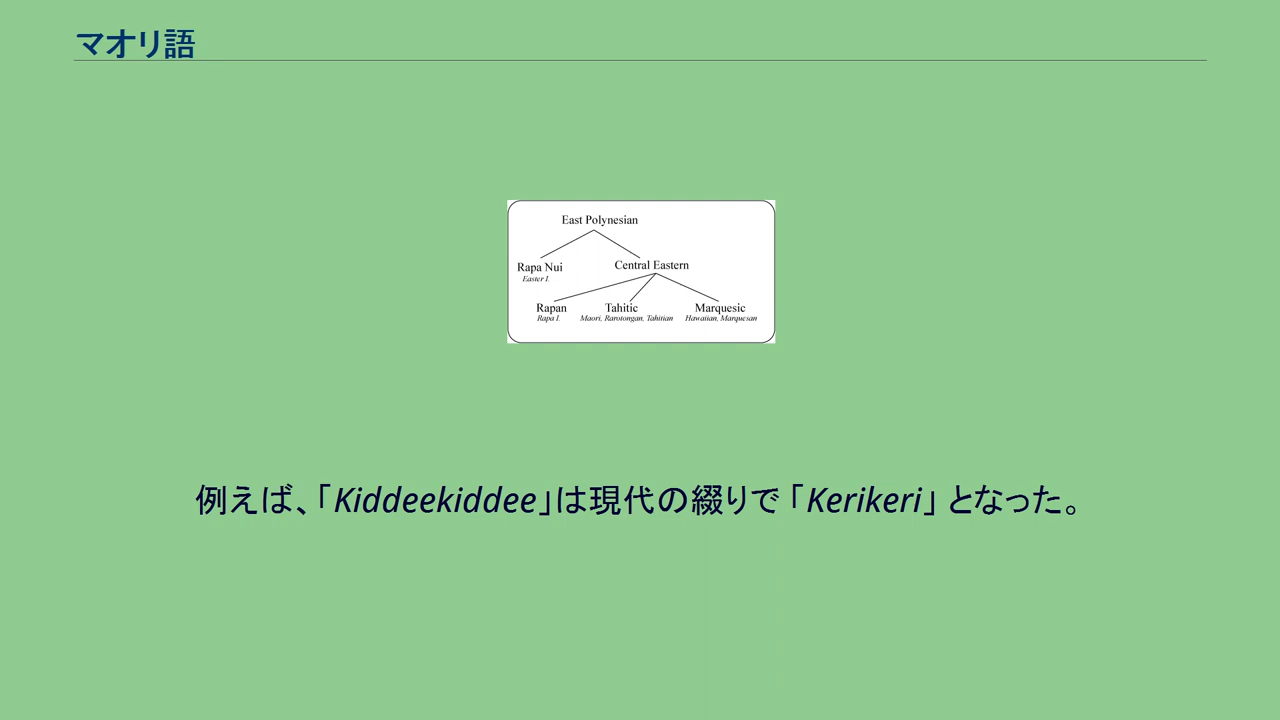 マオリ語
East Polynesian
Rapa Nui Central Eastern
Easter I.
Rapan Tahitic Marquesic
Rapa I. Maori, Rarotongan, Tahitian Hawaiian, Marquesan
例えば、「Kiddeekiddee」は現代の綴りで「Kerikeri」となった。